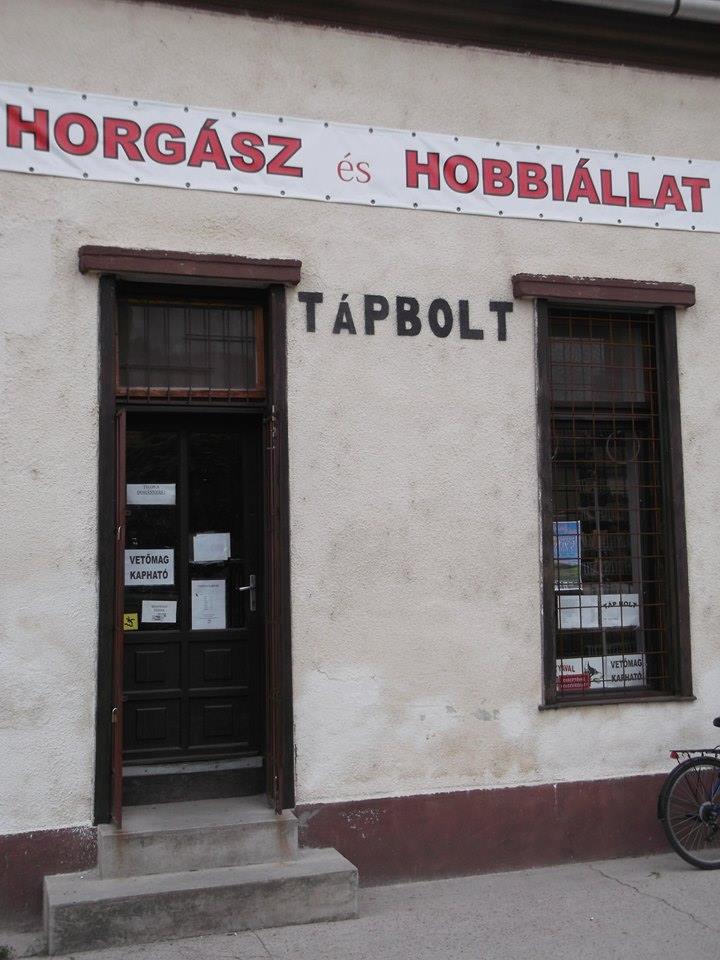 HORGÁSZ és HOBBIÁLLAT
TÁPBOLT
VETŐMAG
KAPHATÓ
TÁP BOLT
VETŐMAG
KAPHATÓ